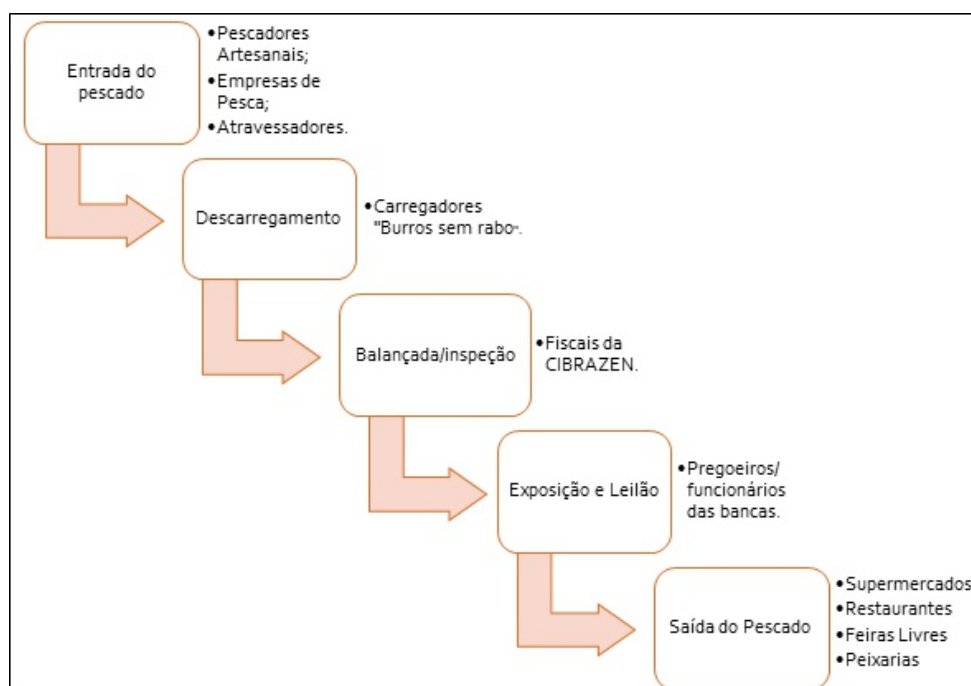 Entrada do
pescado
•Pescadores
Artesanais;
•Empresas de
Pesca;
•Atravessadores.
Descarregamento
•Carregadores
"Burros sem rabo".
Balançada/inspeção
•Fiscais da
CIBRAZEN.
Exposição e Leilão
•Pregoeiros/
funcionários
das bancas.
Saída do Pescado
•Supermercados
•Restaurantes
•Feiras Livres
•Peixarias